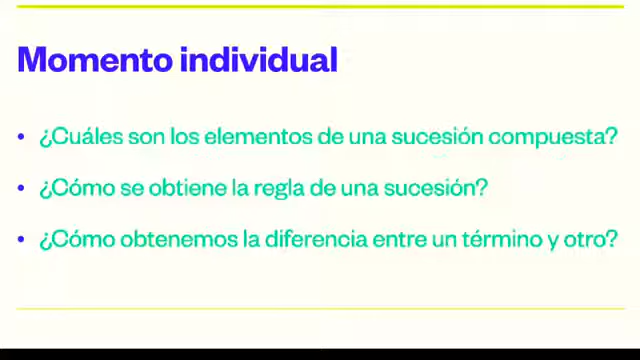 Momento individual
• ¿Cuáles son los elementos de una sucesión compuesta?
• ¿Cómo se obtiene la regla de una sucesión?
• ¿Cómo obtenemos la diferencia entre un término y otro?